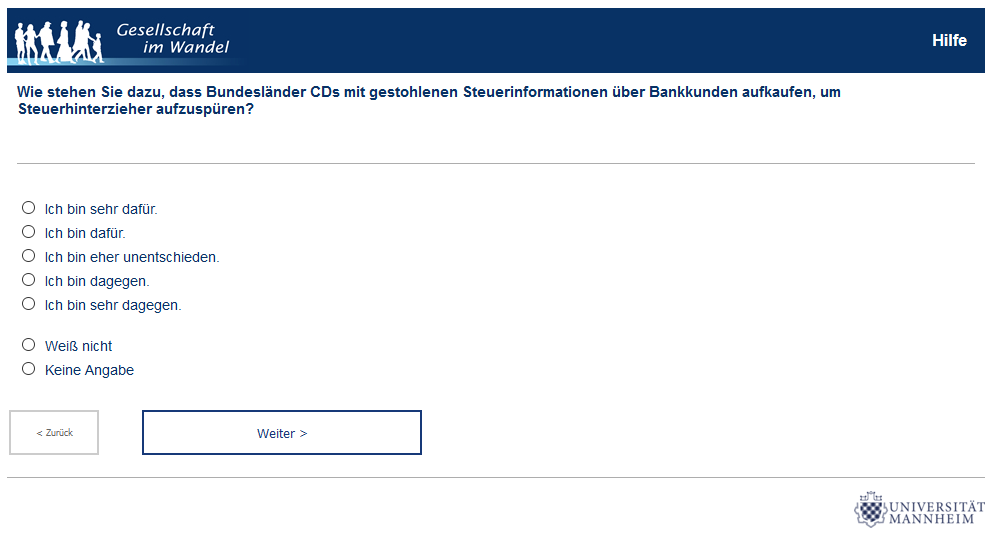 Gesellschaft
im Wandel
Hilfe
Wie stehen Sie dazu, dass Bundesländer CDs mit gestohlenen Steuerinformationen über Bankkunden aufkaufen, um
Steuerhinterzieher aufzuspüren?
Ich bin sehr dafür.
Ich bin dafür.
Ich bin eher unentschieden.
Ich bin dagegen.
Ich bin sehr dagegen.
Weiß nicht
Keine Angabe
< Zurück
Weiter >
UNIVERSITÄT
MANNHEIM